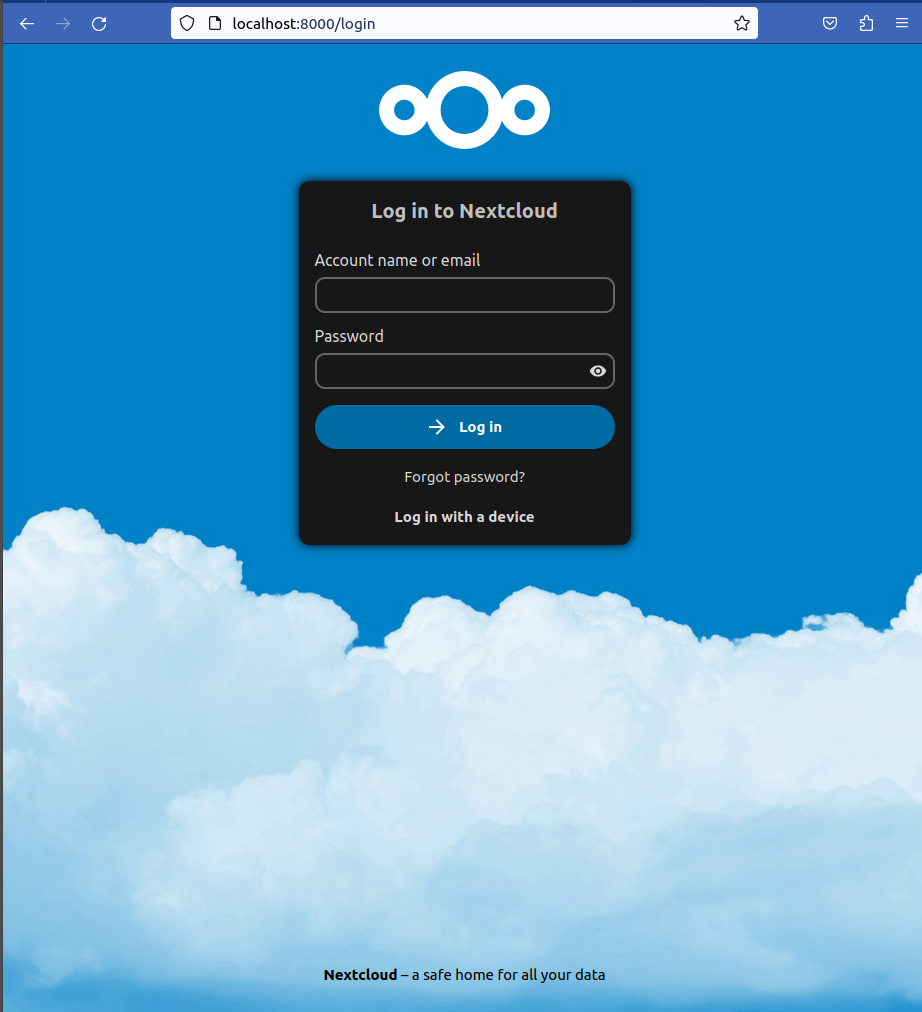 localhost:8000/login
Log in to Nextcloud
Account name or email
Password
Log in
Forgot password?
Log in with a device
Nextcloud – a safe home for all your data